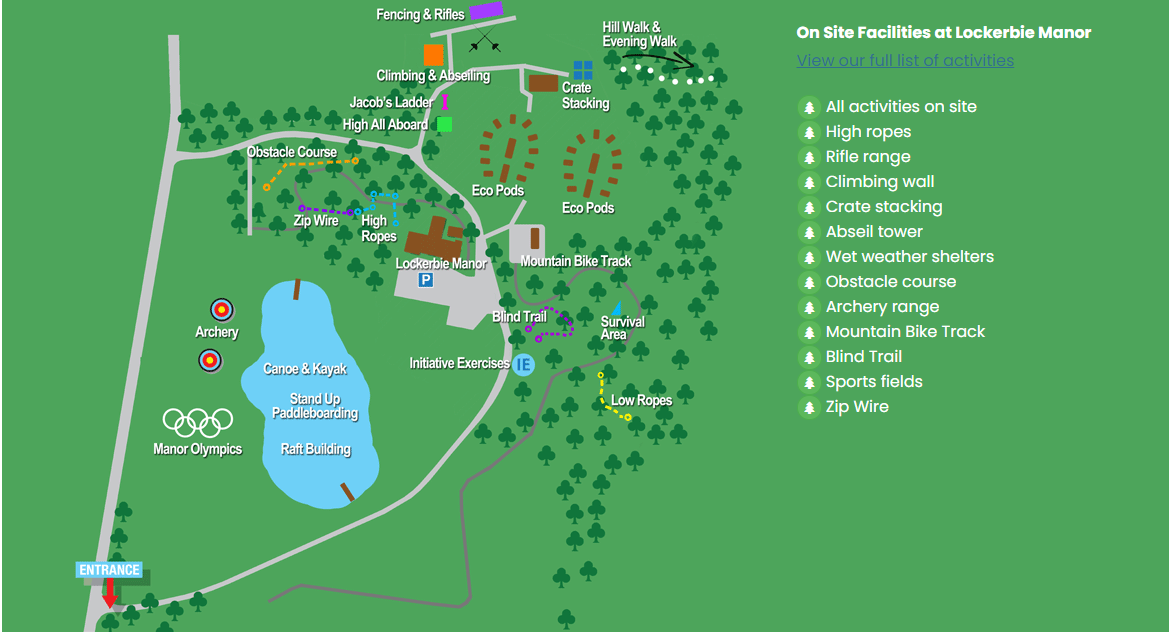 Fencing & Rifles
Hill Walk &
Evening Walk
Climbing & Abseiling
Crate
Stacking
Jacob's Ladder
High All Aboard
Obstacle Course
Eco Pods
Eco Pods
Zip Wire
High
Ropes
Lockerbie Manor
P
Mountain Bike Track
Archery
Blind Trail
Survival
Area
Initiative Exercises
IE
Canoe & Kayak
Stand Up
Paddleboarding
Low Ropes
Manor Olympics
Raft Building
ENTRANCE
On Site Facilities at Lockerbie Manor
View our full list of activities
All activities on site
High ropes
Rifle range
Climbing wall
Crate stacking
Abseil tower
Wet weather shelters
Obstacle course
Archery range
Mountain Bike Track
Blind Trail
Sports fields
Zip Wire